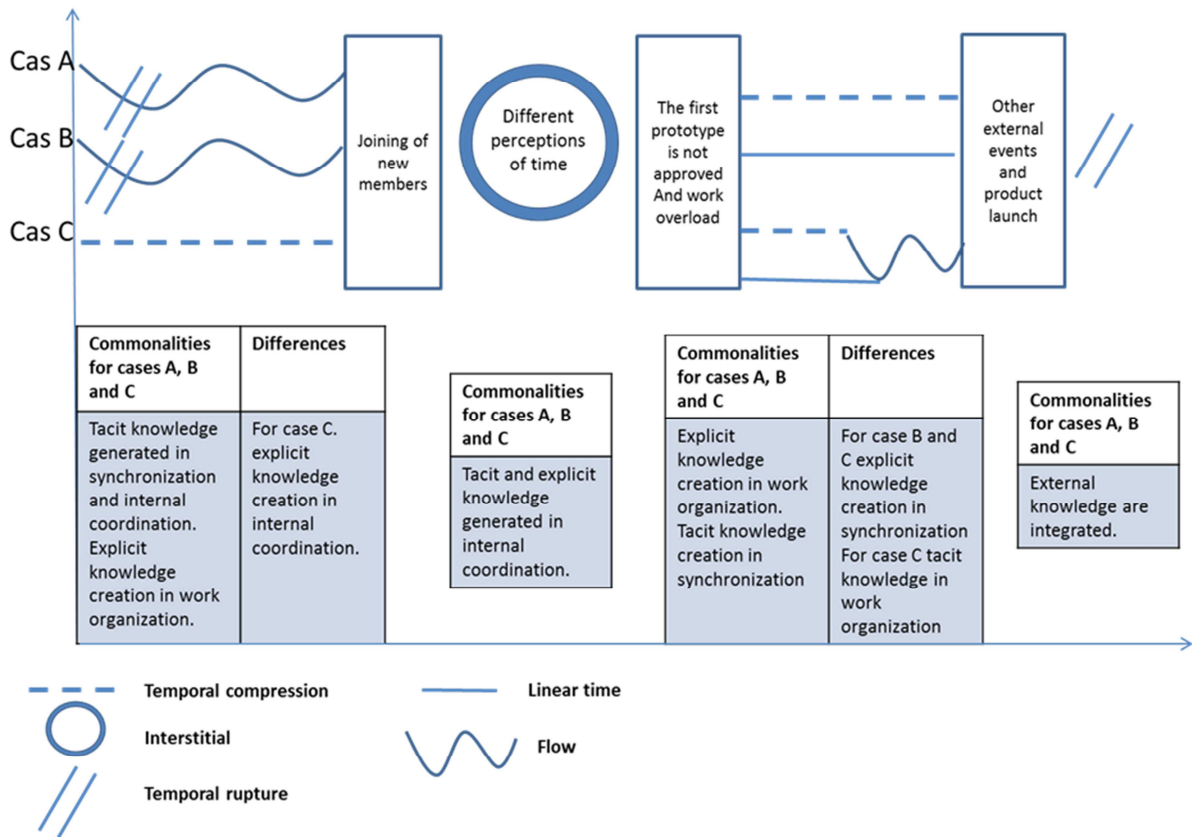 Cas A
Cas B
Cas C
Joining of
new
members
Different
perceptions
of time
The first
prototype
is not
approved
And work
overload
Other
external
events
and
product
launch
Commonalities
for cases A, B
and C
Differences
Tacit knowledge
generated in
synchronization
and internal
coordination.
Explicit
knowledge
creation in work
organization.
For case C.
explicit
knowledge
creation in
internal
coordination.
Commonalities
for cases A, B
and C
Tacit and explicit
knowledge
generated in
internal
coordination.
Commonalities
for cases A, B
and C
Differences
Explicit
knowledge
creation in work
organization.
Tacit knowledge
creation in
synchronization
For case B and
C explicit
knowledge
creation in
synchronization
For case C tacit
knowledge in
work
organization
Commonalities
for cases A, B
and C
External
knowledge are
integrated.
Temporal compression
Linear time
Interstitial
Flow
Temporal rupture